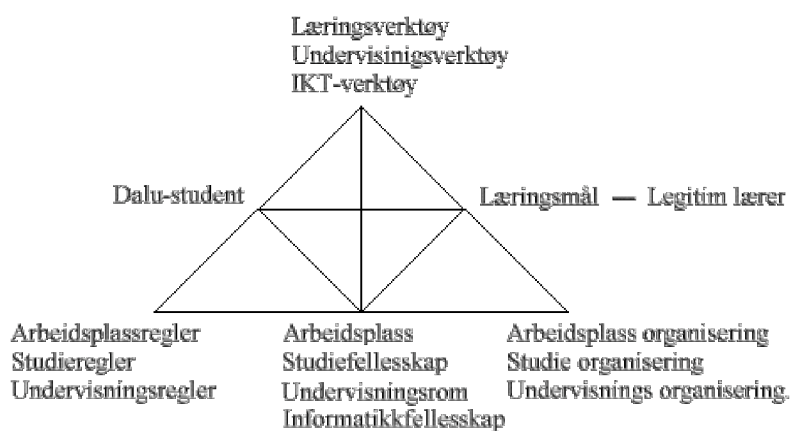 Læringsverktøy
Undervisinigsverktøy
IKT-verktøy
Dalu-student
Læringsmål — Legitim lærer
Arbeidsplassregler
Studieregler
Undervisningsregler
Arbeidsplass
Studiefellesskap
Undervisningsrom
Informatikkfellesskap
Arbeidsplass organisering
Studie organisering
Undervisnings organisering.